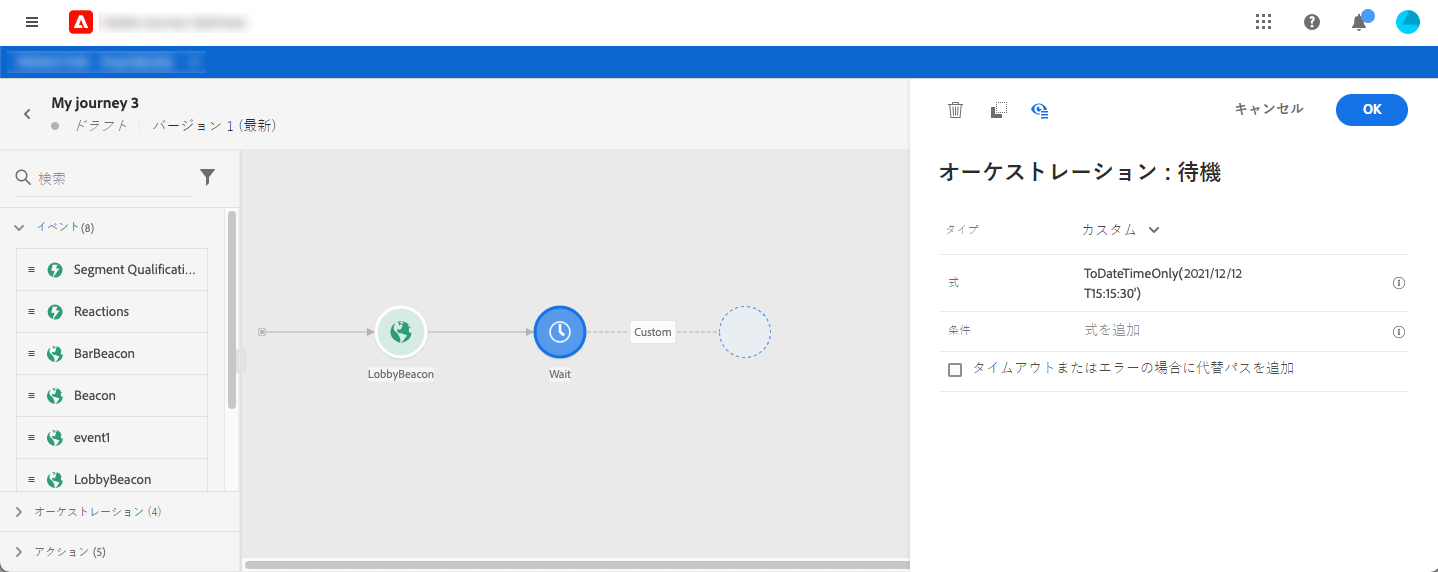 My journey 3
ドラフト
バージョン 1 (最新)
キャンセル
OK
検索
イベント(8)
Segment Qualificati...
Reactions
BarBeacon
Beacon
event1
LobbyBeacon
オーケストレーション (4)
アクション (5)
LobbyBeacon
Wait
Custom
オーケストレーション : 待機
タイプ
カスタム
式
ToDateTimeOnly(2021/12/12
T15:15:30')
条件
式を追加
タイムアウトまたはエラーの場合に代替パスを追加